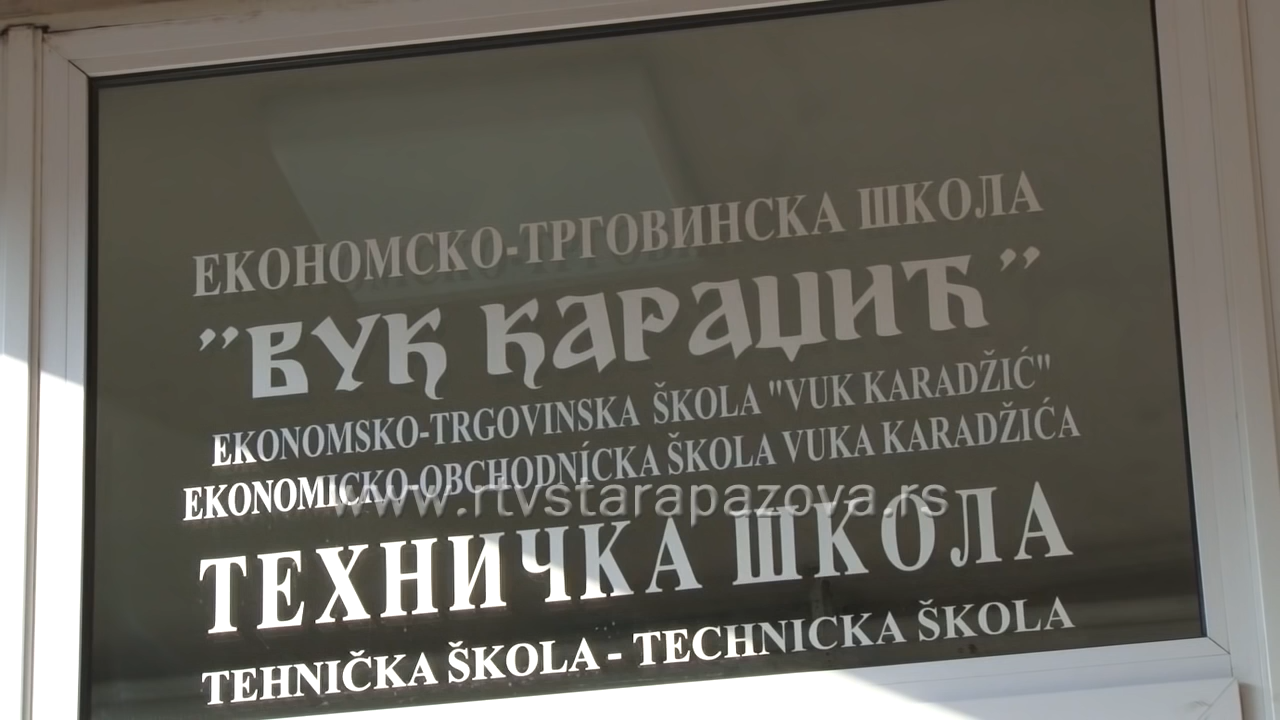 ЕКОНОМСКО-ТРГОВИНСКА ШКОЛА
"ВУК КАРАЏИЋ"
EKONOMSKO-TRGOVINSKA ŠKOLA "VUK KARADŽIĆ"
EKONOMICKO-OBCHODNÍCKA ŠKOLA VUKA KARADŽIĆA
www.rtvstarapazova.rs
ТЕХНИЧКА ШКОЛА
TEHNIČKA ŠKOLA - TECHNICKA ŠKOLA